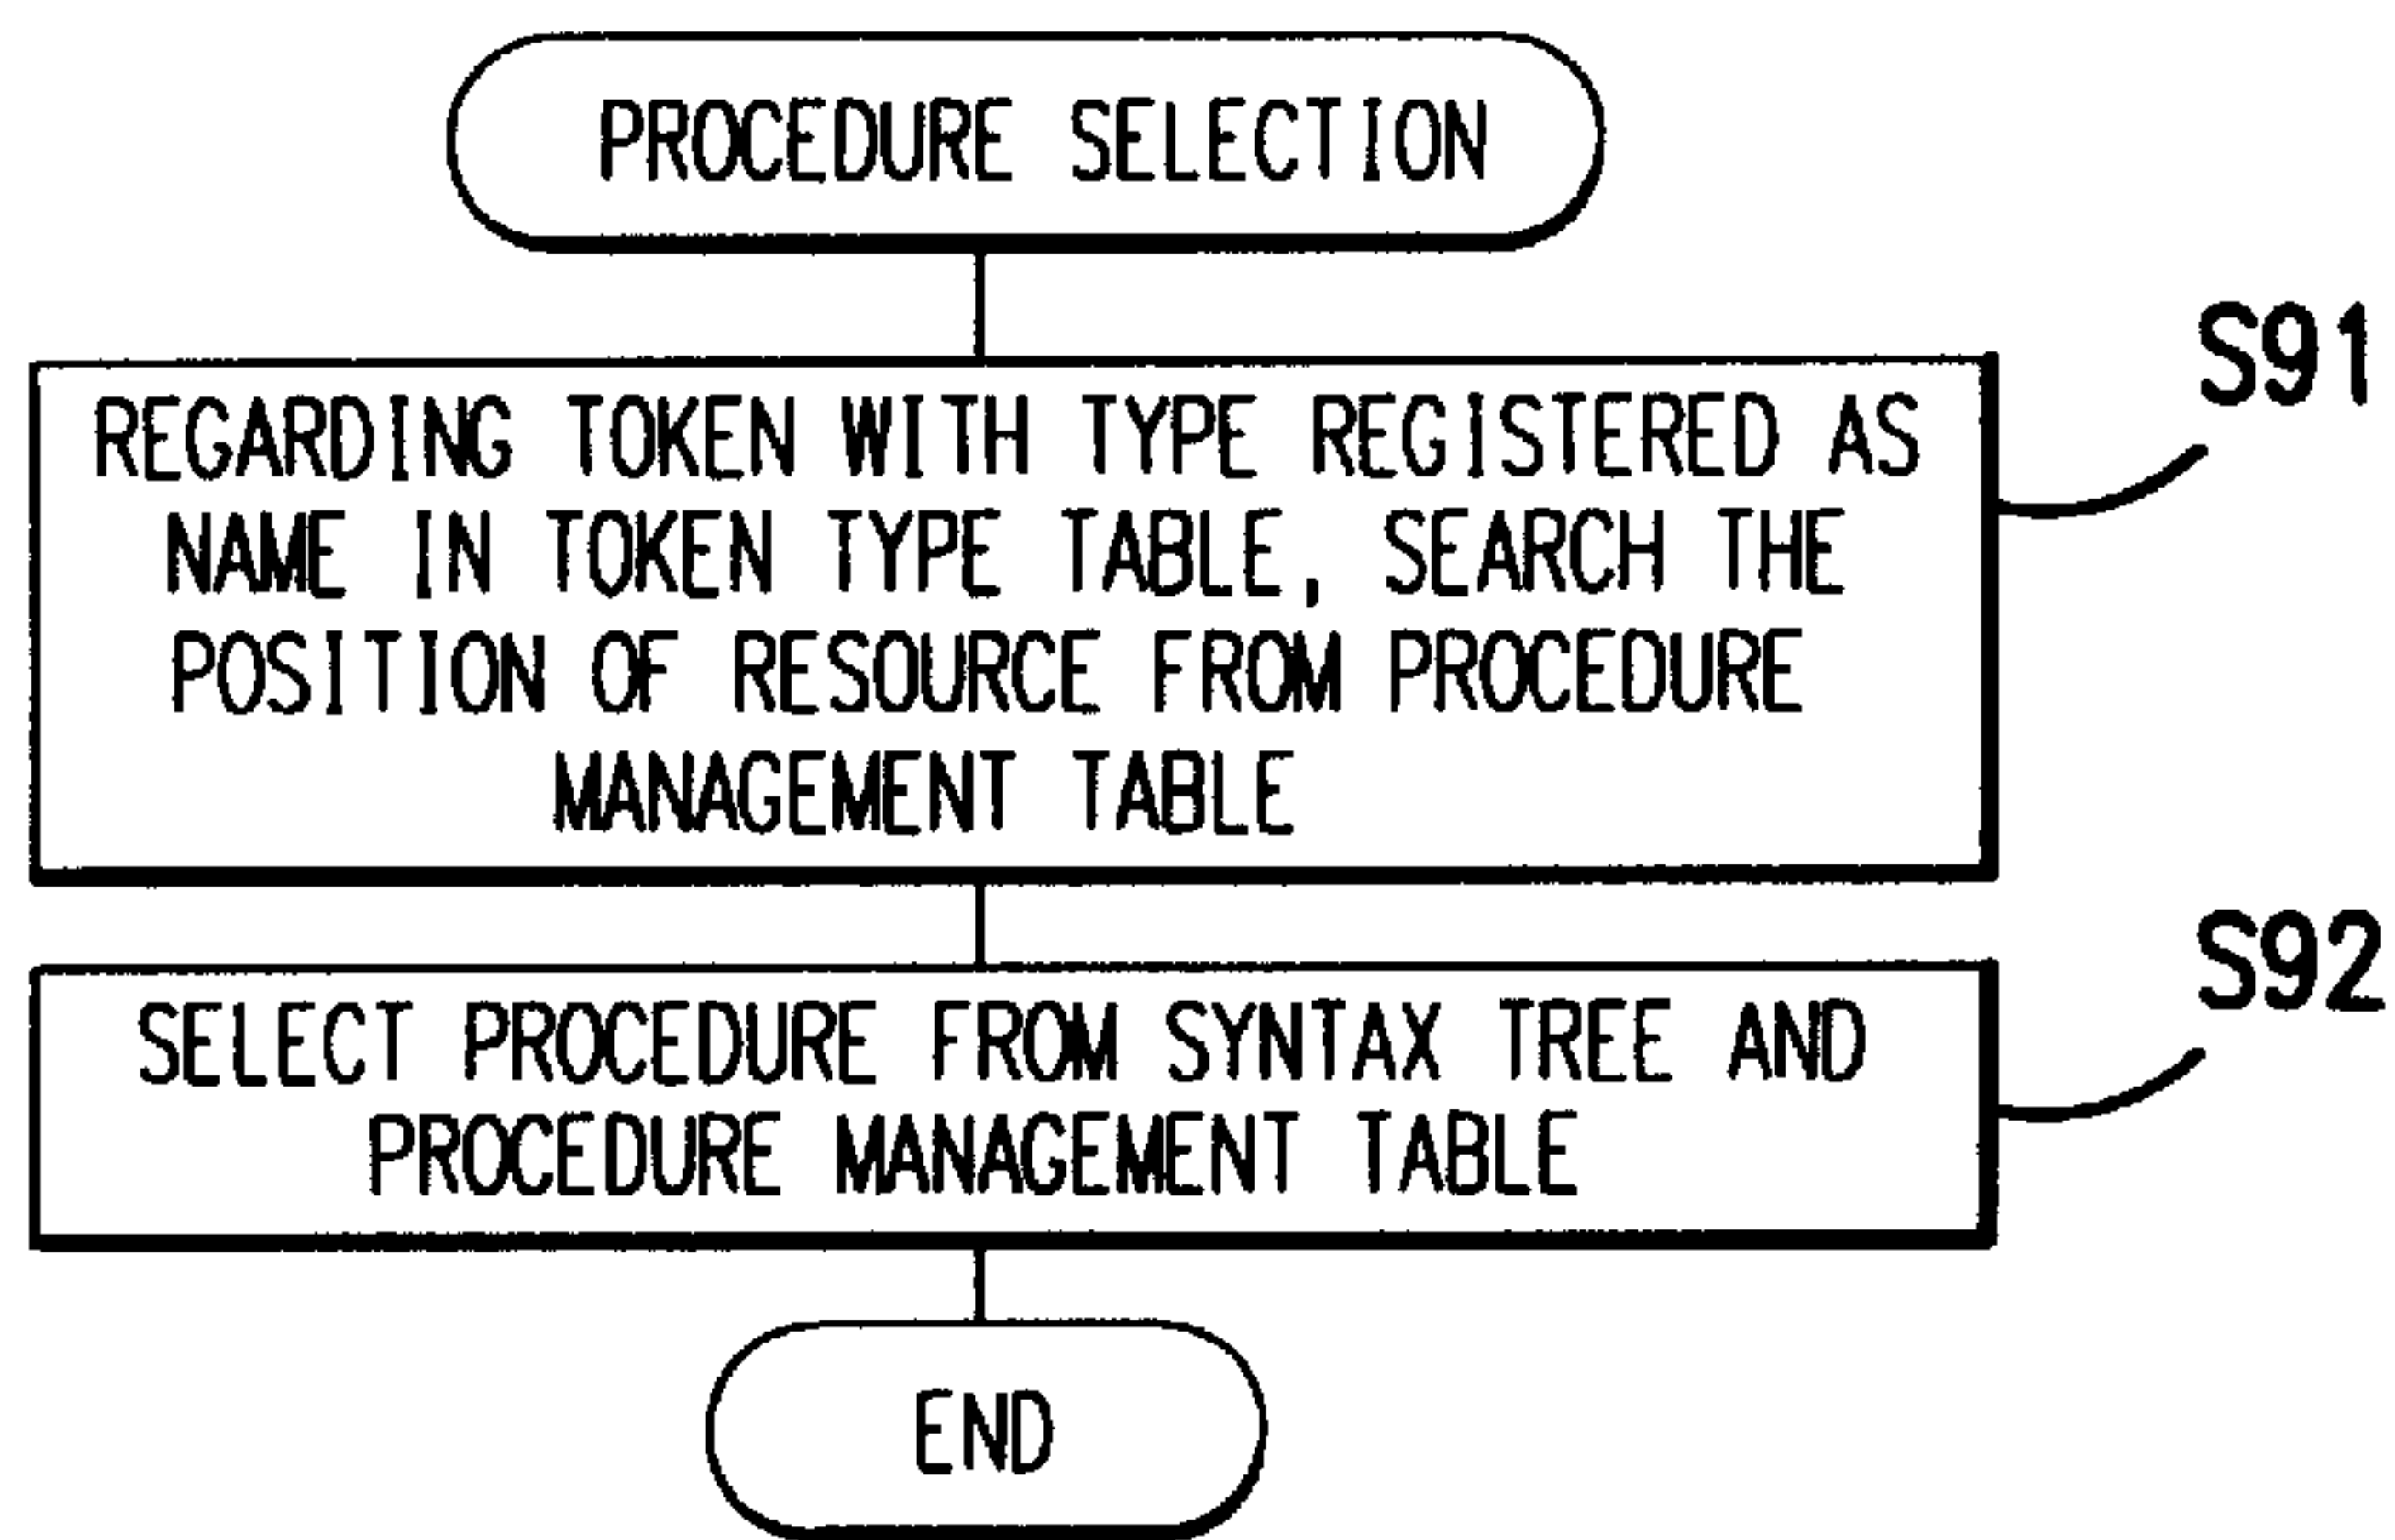 PROCEDURE SELECTION
S91
REGARDING TOKEN WITH TYPE REGISTERED AS
NAME IN TOKEN TYPE TABLE, SEARCH THE
POSITION OF RESOURCE FROM PROCEDURE
MANAGEMENT TABLE
S92
SELECT PROCEDURE FROM SYNTAX TREE AND
PROCEDURE MANAGEMENT TABLE
END